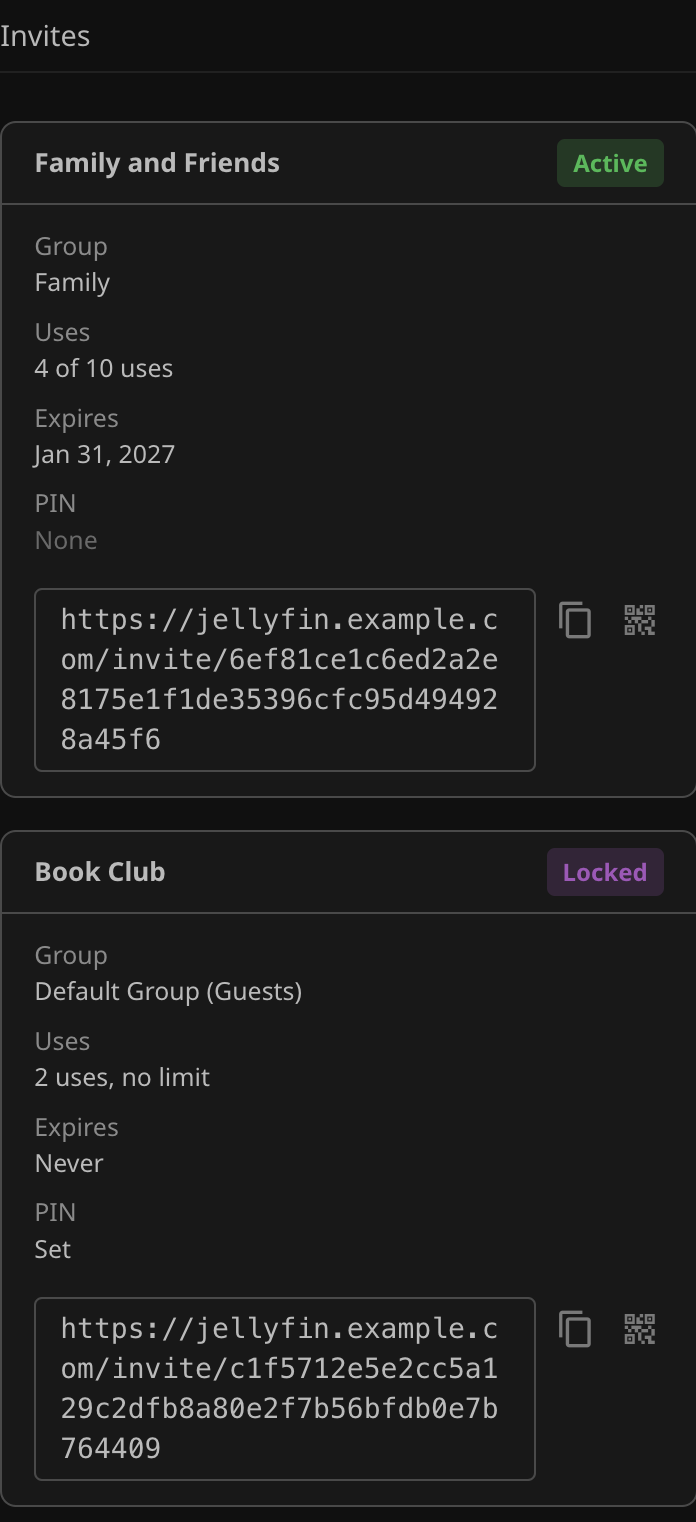 Invites
Family and Friends
Active
Group
Family
Uses
4 of 10 uses
Expires
Jan 31, 2027
PIN
None
https://jellyfin.example.c
om/invite/6ef81ce1c6ed2a2e
8175e1f1de35396cfc95d49492
8a45f6
Book Club
Locked
Group
Default Group (Guests)
Uses
2 uses, no limit
Expires
Never
PIN
Set
https://jellyfin.example.c
om/invite/c1f5712e5e2cc5a1
29c2dfb8a80e2f7b56bfdb0e7b
764409